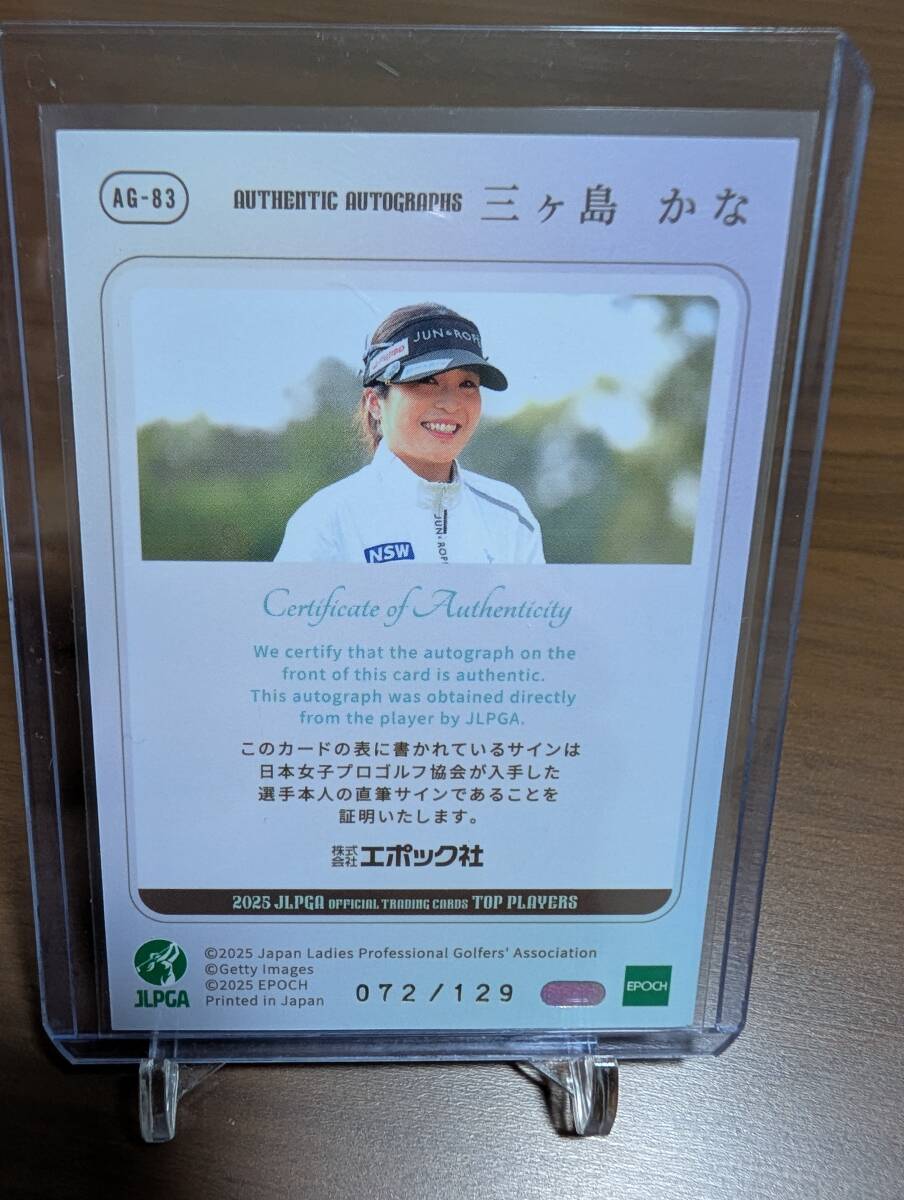 AG-83
AUTHENTIC AUTOGRAPHS 三ヶ島 かな
JUN & ROPÉ
NSW
Certificate of Authenticity
We certify that the autograph on the
front of this card is authentic.
This autograph was obtained directly
from the player by JLPGA.
このカードの表に書かれているサインは
日本女子プロゴルフ協会が入手した
選手本人の直筆サインであることを
証明いたします。
株式会社エポック社
2025 JLPGA OFFICIAL TRADING CARDS TOP PLAYERS
JLPGA
©2025 Japan Ladies Professional Golfers' Association
©Getty Images
©2025 EPOCH
Printed in Japan
072/129
EPOCH